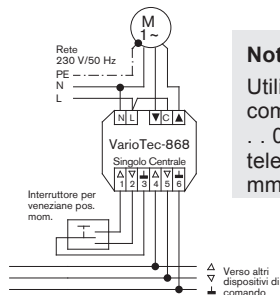 M
1~
Rete
230 V/50 Hz
PE
N
L
N L ▼ C ▲
VarioTec-868
Singolo Centrale
1 2 3 4 5 6
Interruttore per
veneziane pos.
mom.
Verso altri
dispositivi di
comando
Not
Utili
com
. . 0
tele
mm